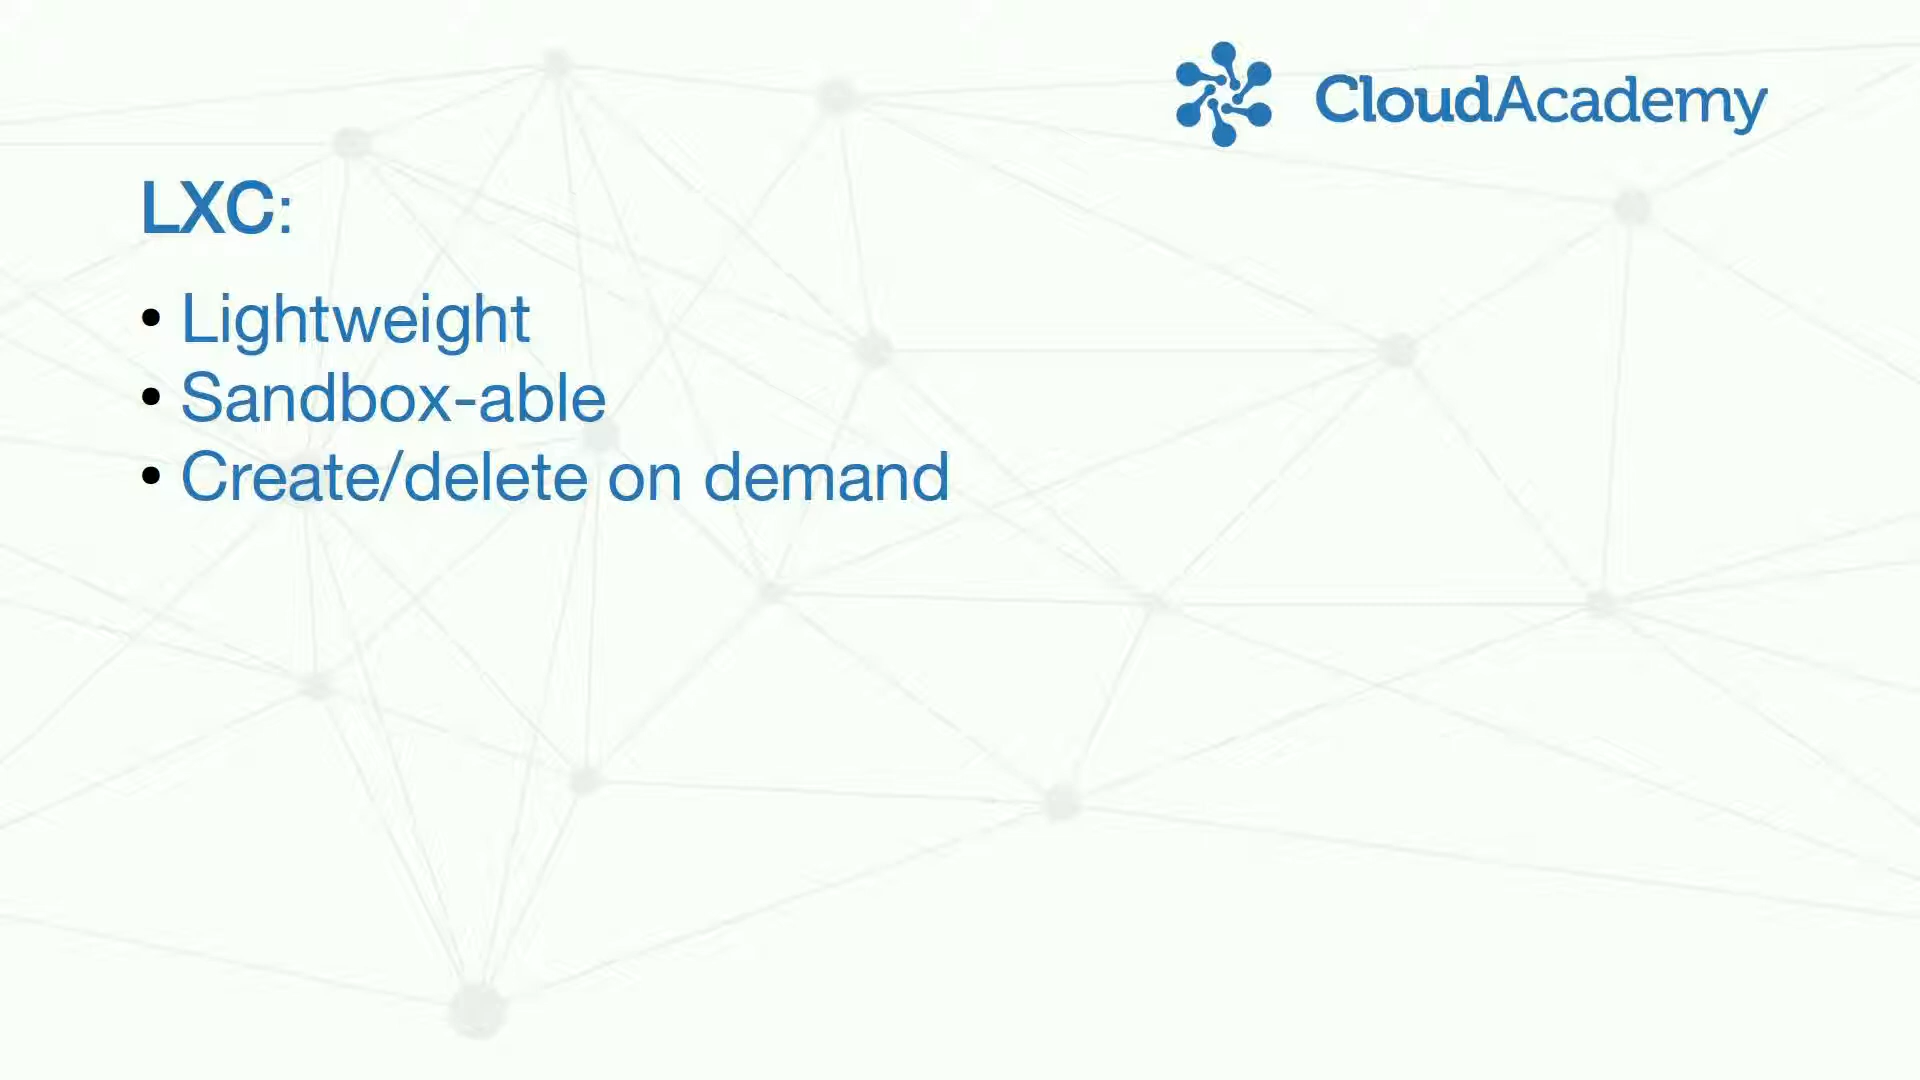 CloudAcademy
LXC:
• Lightweight
• Sandbox-able
• Create/delete on demand